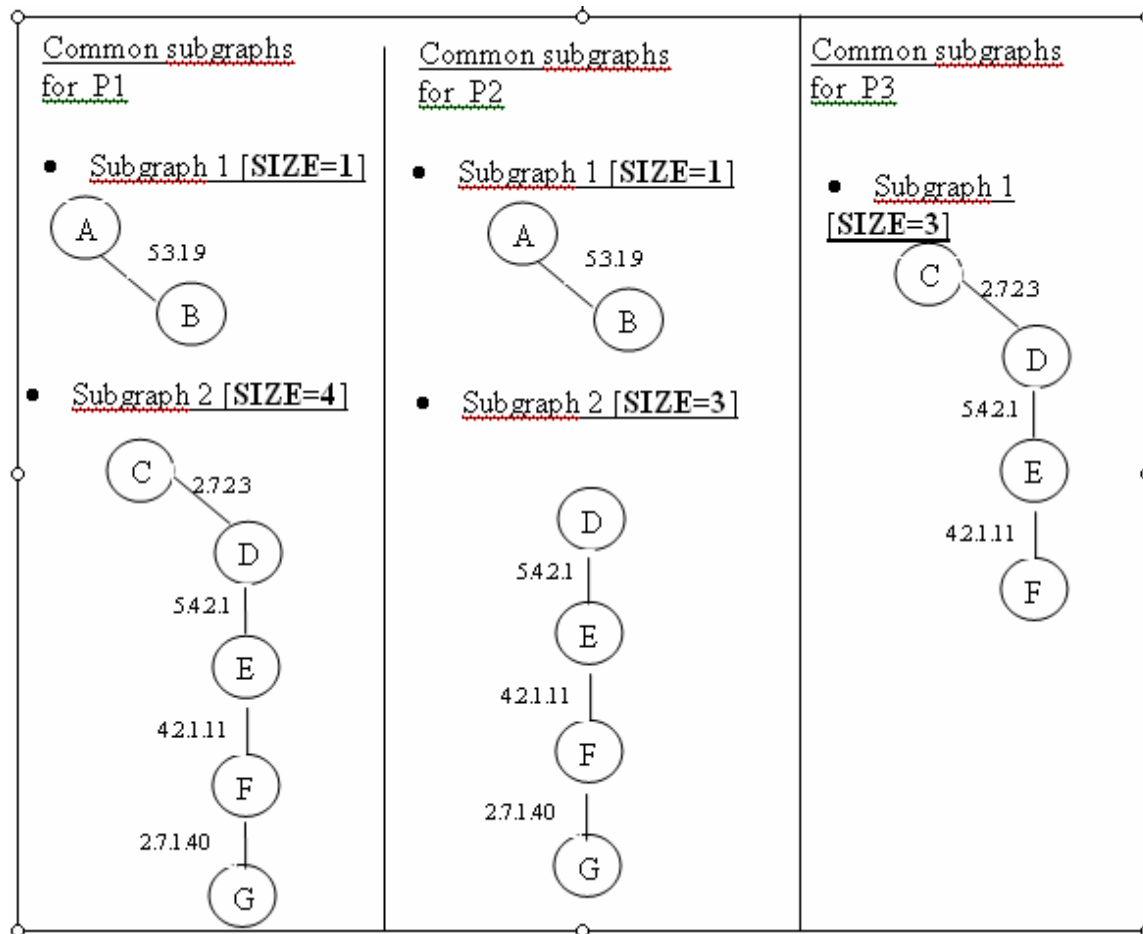 Common subgraphs
for P1
• Subgraph 1 [SIZE=1]
A
5.3.1.9
B
• Subgraph 2 [SIZE=4]
C
2.7.2.3
D
5.4.2.1
E
4.2.1.11
F
2.7.1.40
G
Common subgraphs
for P2
• Subgraph 1 [SIZE=1]
A
5.3.1.9
B
• Subgraph 2 [SIZE=3]
D
5.4.2.1
E
4.2.1.11
F
2.7.1.40
G
Common subgraphs
for P3
• Subgraph 1
[SIZE=3]
C
2.7.2.3
D
5.4.2.1
E
4.2.1.11
F